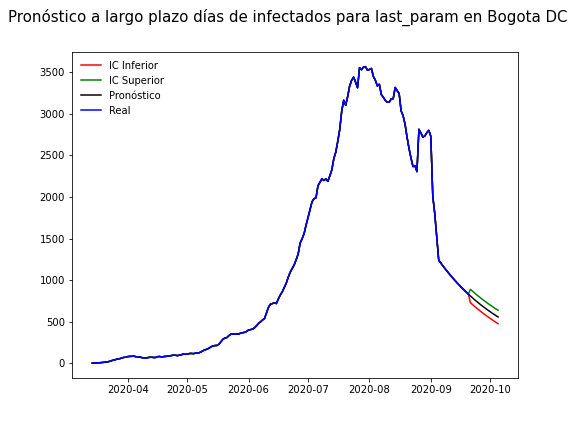 Pronóstico a largo plazo días de infectados para last_param en Bogota DC
IC Inferior
IC Superior
Pronóstico
Real
3500
3000
2500
2000
1500
1000
500
0
2020-04 2020-05 2020-06 2020-07 2020-08 2020-09 2020-10